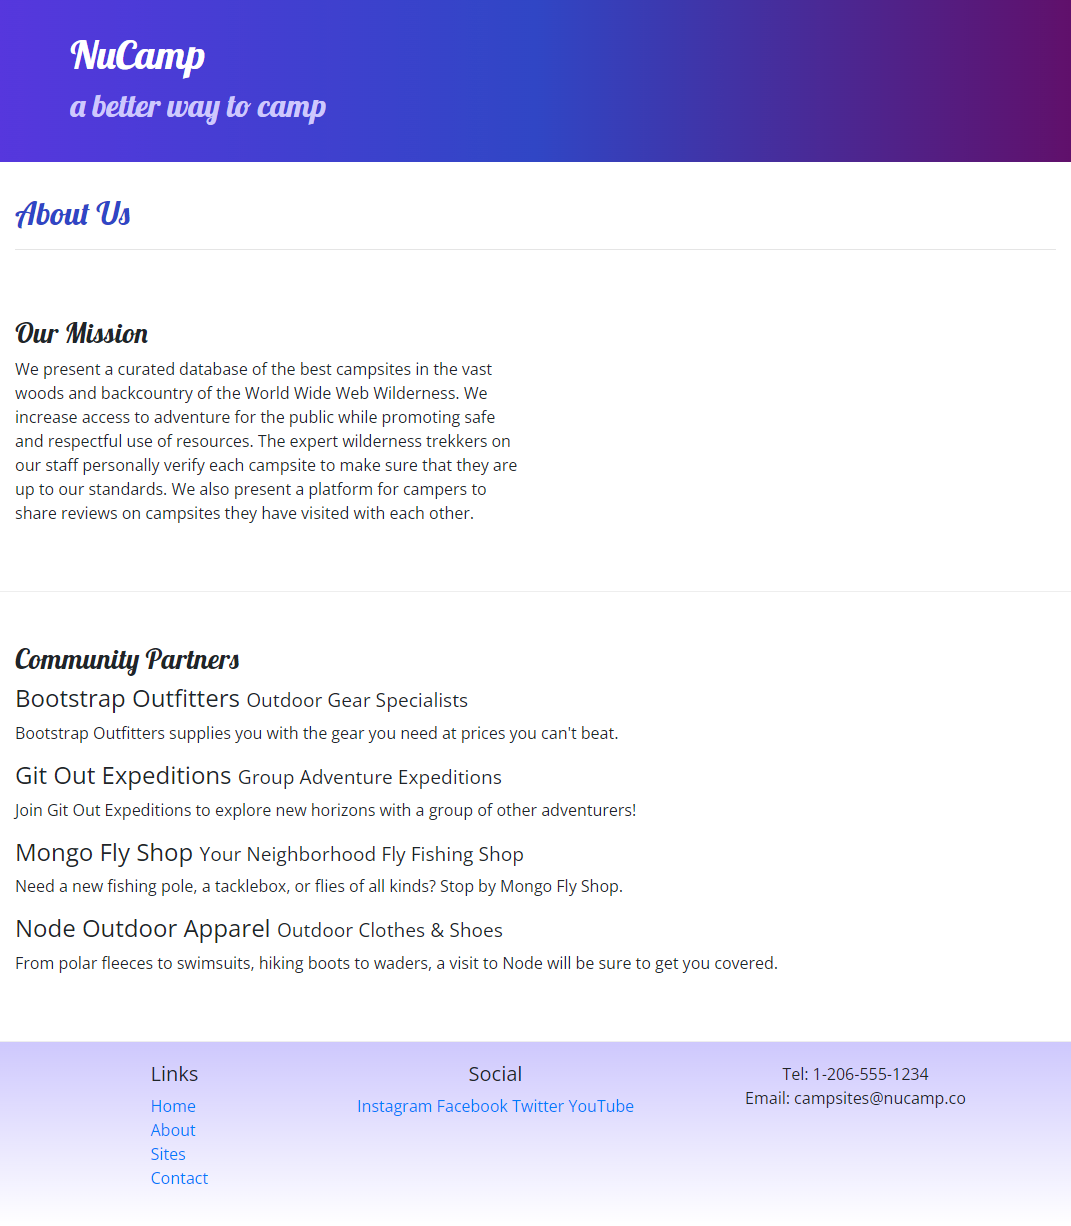 NuCamp
a better way to camp
About Us
Our Mission
We present a curated database of the best campsites in the vast
woods and backcountry of the World Wide Web Wilderness. We
increase access to adventure for the public while promoting safe
and respectful use of resources. The expert wilderness trekkers on
our staff personally verify each campsite to make sure that they are
up to our standards. We also present a platform for campers to
share reviews on campsites they have visited with each other.
Community Partners
Bootstrap Outfitters Outdoor Gear Specialists
Bootstrap Outfitters supplies you with the gear you need at prices you can't beat.
Git Out Expeditions Group Adventure Expeditions
Join Git Out Expeditions to explore new horizons with a group of other adventurers!
Mongo Fly Shop Your Neighborhood Fly Fishing Shop
Need a new fishing pole, a tacklebox, or flies of all kinds? Stop by Mongo Fly Shop.
Node Outdoor Apparel Outdoor Clothes & Shoes
From polar fleeces to swimsuits, hiking boots to waders, a visit to Node will be sure to get you covered.
Links
Home
About
Sites
Contact
Social
Instagram Facebook Twitter YouTube
Tel: 1-206-555-1234
Email: campsites@nucamp.co